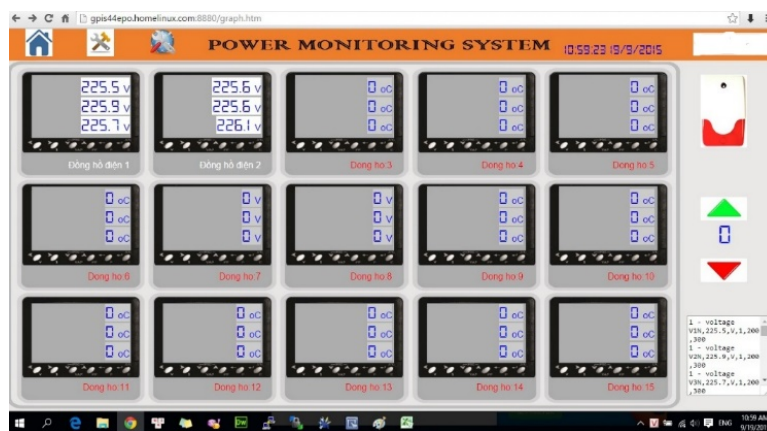 gpis44epo.homelinux.com:8880/graph.htm
POWER MONITORING SYSTEM 10:59:23 19/9/2015
225.5 v 225.6 v 0 oC 0 oC 0 oC
225.9 v 225.6 v 0 oC 0 oC 0 oC
225.7 v 226.1 v 0 oC 0 oC 0 oC
Đồng hồ điện 1 Đồng hồ điện 2 Dong ho:3 Dong ho:4 Dong ho:5
0 oC 0 v 0 v 0 oC 0 oC
0 oC 0 v 0 v 0 oC 0 oC
0 oC 0 v 0 v 0 oC 0 oC
Dong ho:6 Dong ho:7 Dong ho:8 Dong ho:9 Dong ho:10
0
0 oC 0 oC 0 oC 0 oC 0 oC
0 oC 0 oC 0 oC 0 oC 0 oC
0 oC 0 oC 0 oC 0 oC 0 oC
Dong ho:11 Dong ho:12 Dong ho:13 Dong ho:14 Dong ho:15
1 - voltage
V1N,225.5,V,1,200
,300
1 - voltage
V2N,225.9,V,1,200
,300
1 - voltage
V3N,225.7,V,1,200
,300
DW
ENG
10:59 AM